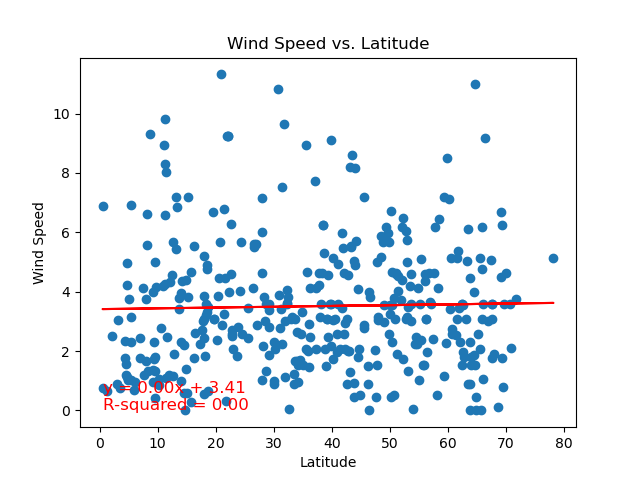 Wind Speed vs. Latitude
Wind Speed
10
8
6
4
2
0
y = 0.00x + 3.41
R-squared = 0.00
0 10 20 30 40 50 60 70 80
Latitude